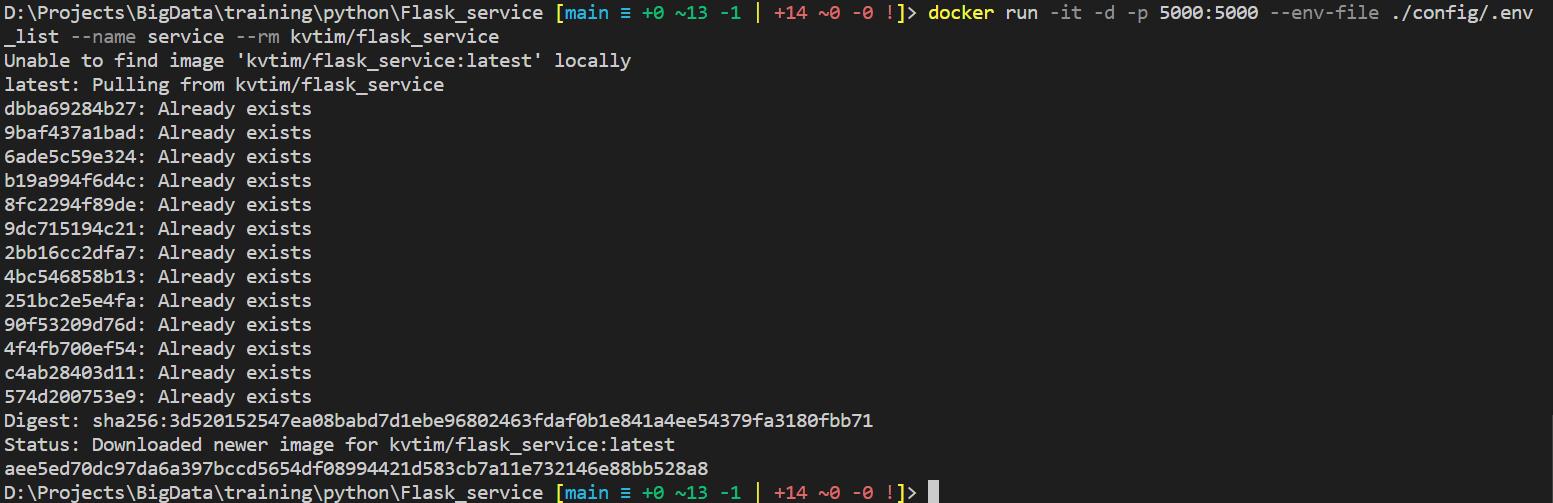 D:\Projects\BigData\training\python\Flask_service [main ≡ +0 ~13 -1 | +14 ~0 -0 !]> docker run -it -d -p 5000:5000 --env-file ./config/.env
_list --name service --rm kvtim/flask_service
Unable to find image 'kvtim/flask_service:latest' locally
latest: Pulling from kvtim/flask_service
dbba69284b27: Already exists
9baf437a1bad: Already exists
6ade5c59e324: Already exists
b19a994f6d4c: Already exists
8fc2294f89de: Already exists
9dc715194c21: Already exists
2bb16cc2dfa7: Already exists
4bc546858b13: Already exists
251bc2e5e4fa: Already exists
90f53209d76d: Already exists
4f4fb700ef54: Already exists
c4ab28403d11: Already exists
574d200753e9: Already exists
Digest: sha256:3d520152547ea08babd7d1ebe96802463fdaf0b1e841a4ee54379fa3180fbb71
Status: Downloaded newer image for kvtim/flask_service:latest
aee5ed70dc97da6a397bccd5654df08994421d583cb7a11e732146e88bb528a8
D:\Projects\BigData\training\python\Flask_service [main ≡ +0 ~13 -1 | +14 ~0 -0 !]>